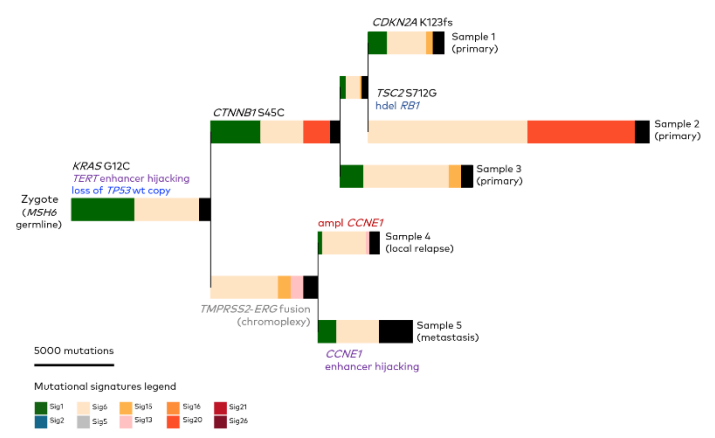 CDKN2A K123fs
Sample 1
(primary)
TSC2 S712G
hdel RB1
CTNNB1 S45C
Sample 2
(primary)
KRAS G12C
TERT enhancer hijacking
loss of TP53 wt copy
Sample 3
(primary)
Zygote
(MSH6
germline)
ampl CCNE1
Sample 4
(local relapse)
TMPRSS2-ERG fusion
(chromoplexy)
Sample 5
(metastasis)
CCNE1
enhancer hijacking
5000 mutations
Mutational signatures legend
Sig1 Sig6 Sig15 Sig16 Sig21
Sig2 Sig5 Sig13 Sig20 Sig26